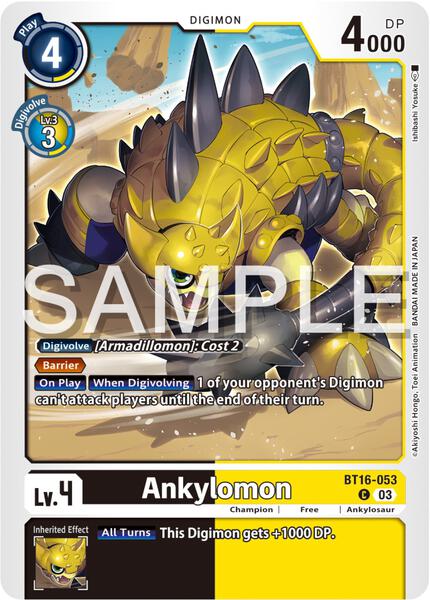 Play
DIGIMON
4
DP
4000
Digivolve
Lv.3
3
Ishibashi Yosuke
©Akiyoshi Hongo, Toei Animation BANDAI MADE IN JAPAN
SAMPLE
Digivolve [Armadillomon]: Cost 2
Barrier
On Play When Digivolving 1 of your opponent's Digimon
can't attack players until the end of their turn.
Lv.4
Ankylomon
BT16-053
C 03
Champion Free Ankylosaur
Inherited Effect
All Turns This Digimon gets +1000 DP.